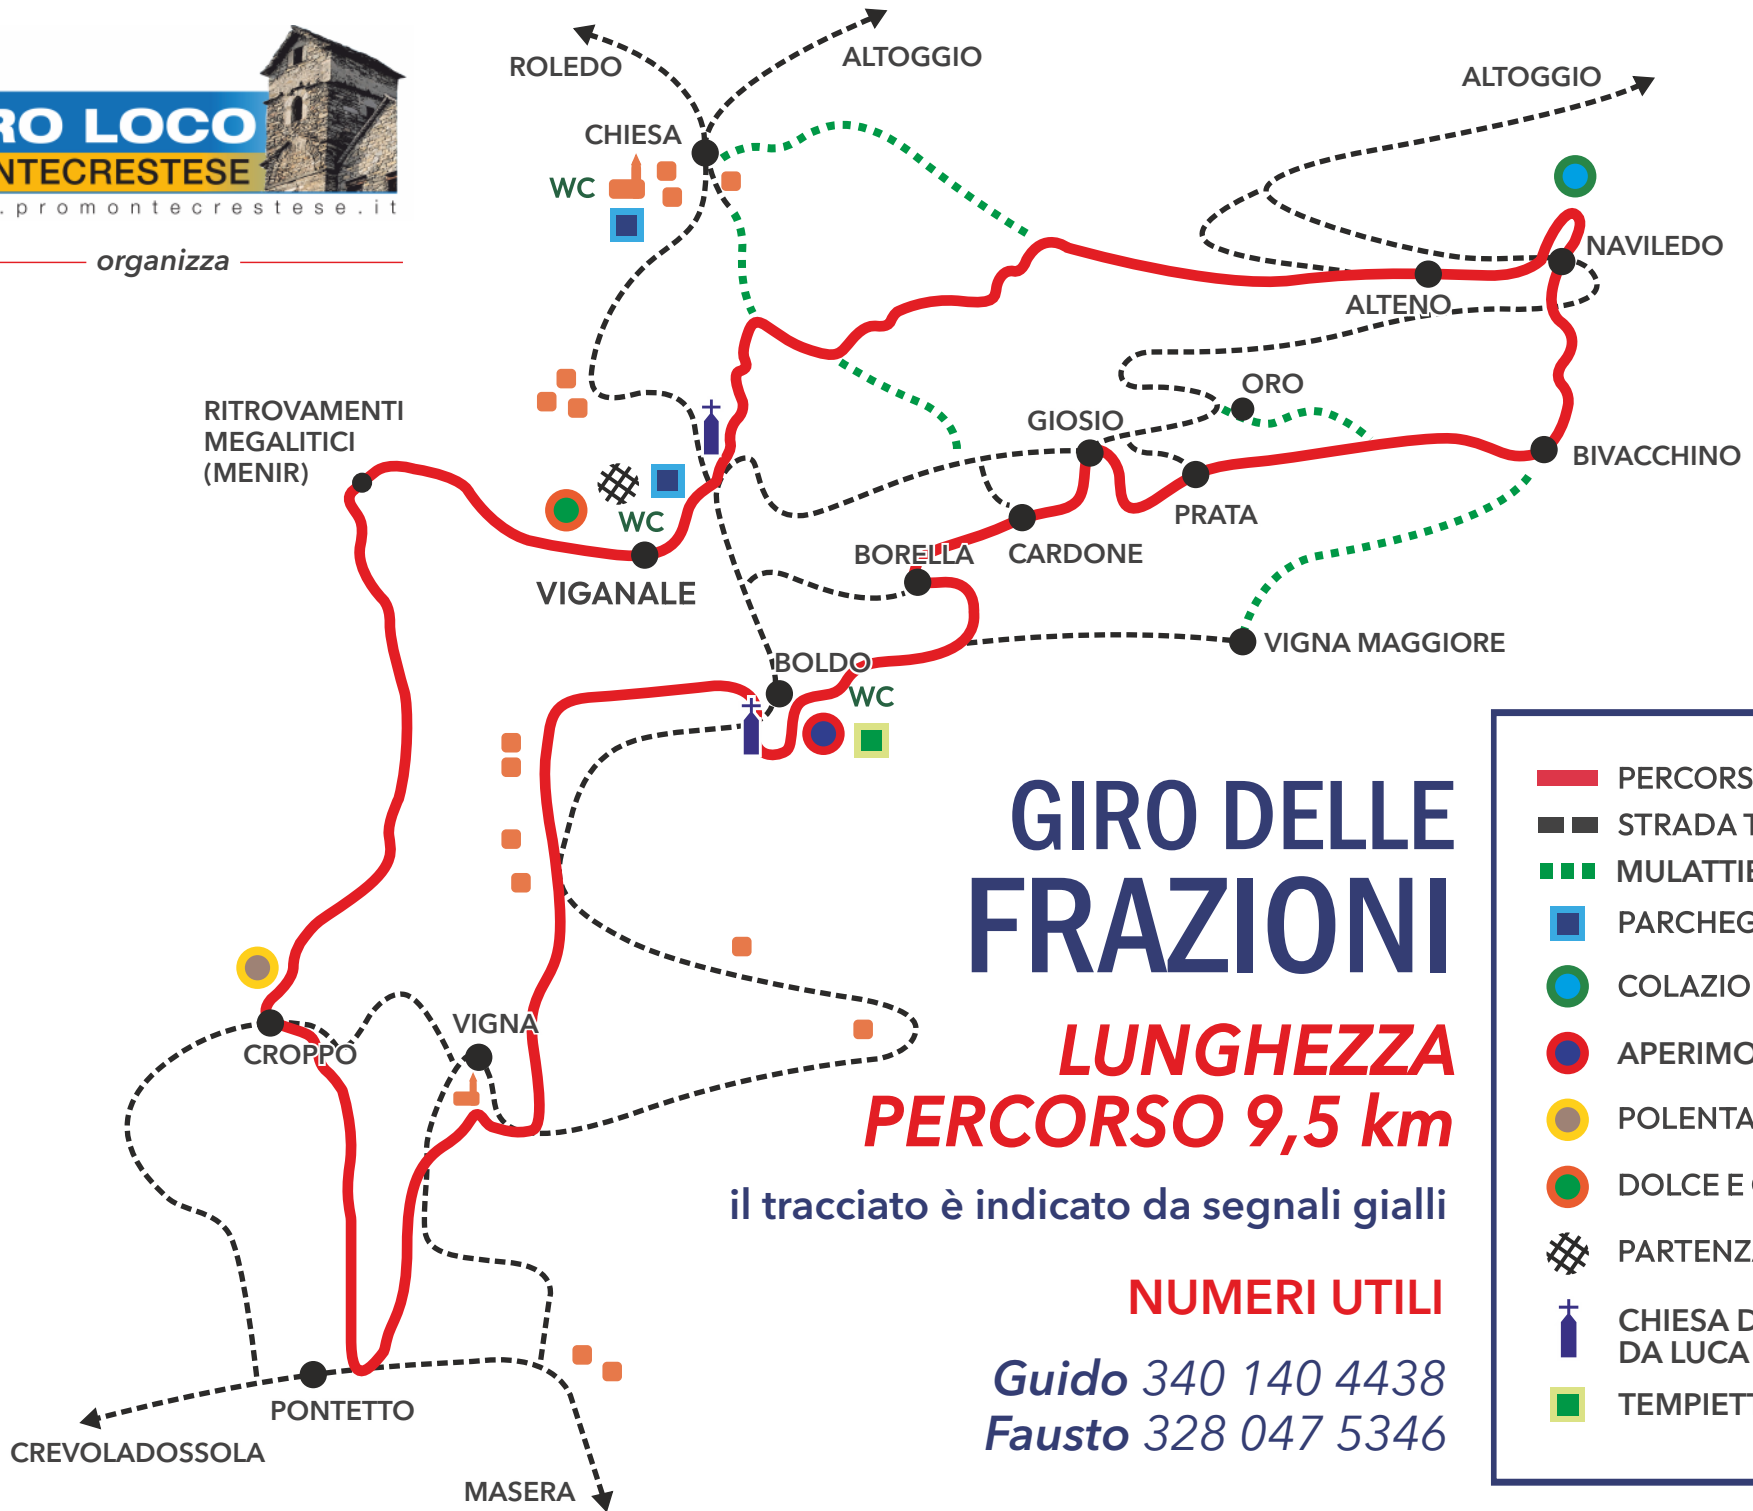 RO LOCO
NTECRESTESE
.promontecrestese.it
organizza
ROLEDO
ALTOGGIO
ALTOGGIO
CHIESA
WC
NAVILEDO
ALTENO
ORO
RITROVAMENTI
MEGALITICI
(MENIR)
GIOSIO
BIVACCHINO
WC
PRATA
BORELLA
CARDONE
VIGANALE
VIGNA MAGGIORE
BOLDO
WC
CROPPO
VIGNA
PONTETTO
CREVOLADOSSOLA
MASERA
GIRO DELLE
FRAZIONI
LUNGHEZZA
PERCORSO 9,5 km
il tracciato è indicato da segnali gialli
NUMERI UTILI
Guido 340 140 4438
Fausto 328 047 5346
PERCORS
STRADA T
MULATTIE
PARCHEG
COLAZIO
APERIMO
POLENTA
DOLCE E
PARTENZA
CHIESA D
DA LUCA
TEMPIETT